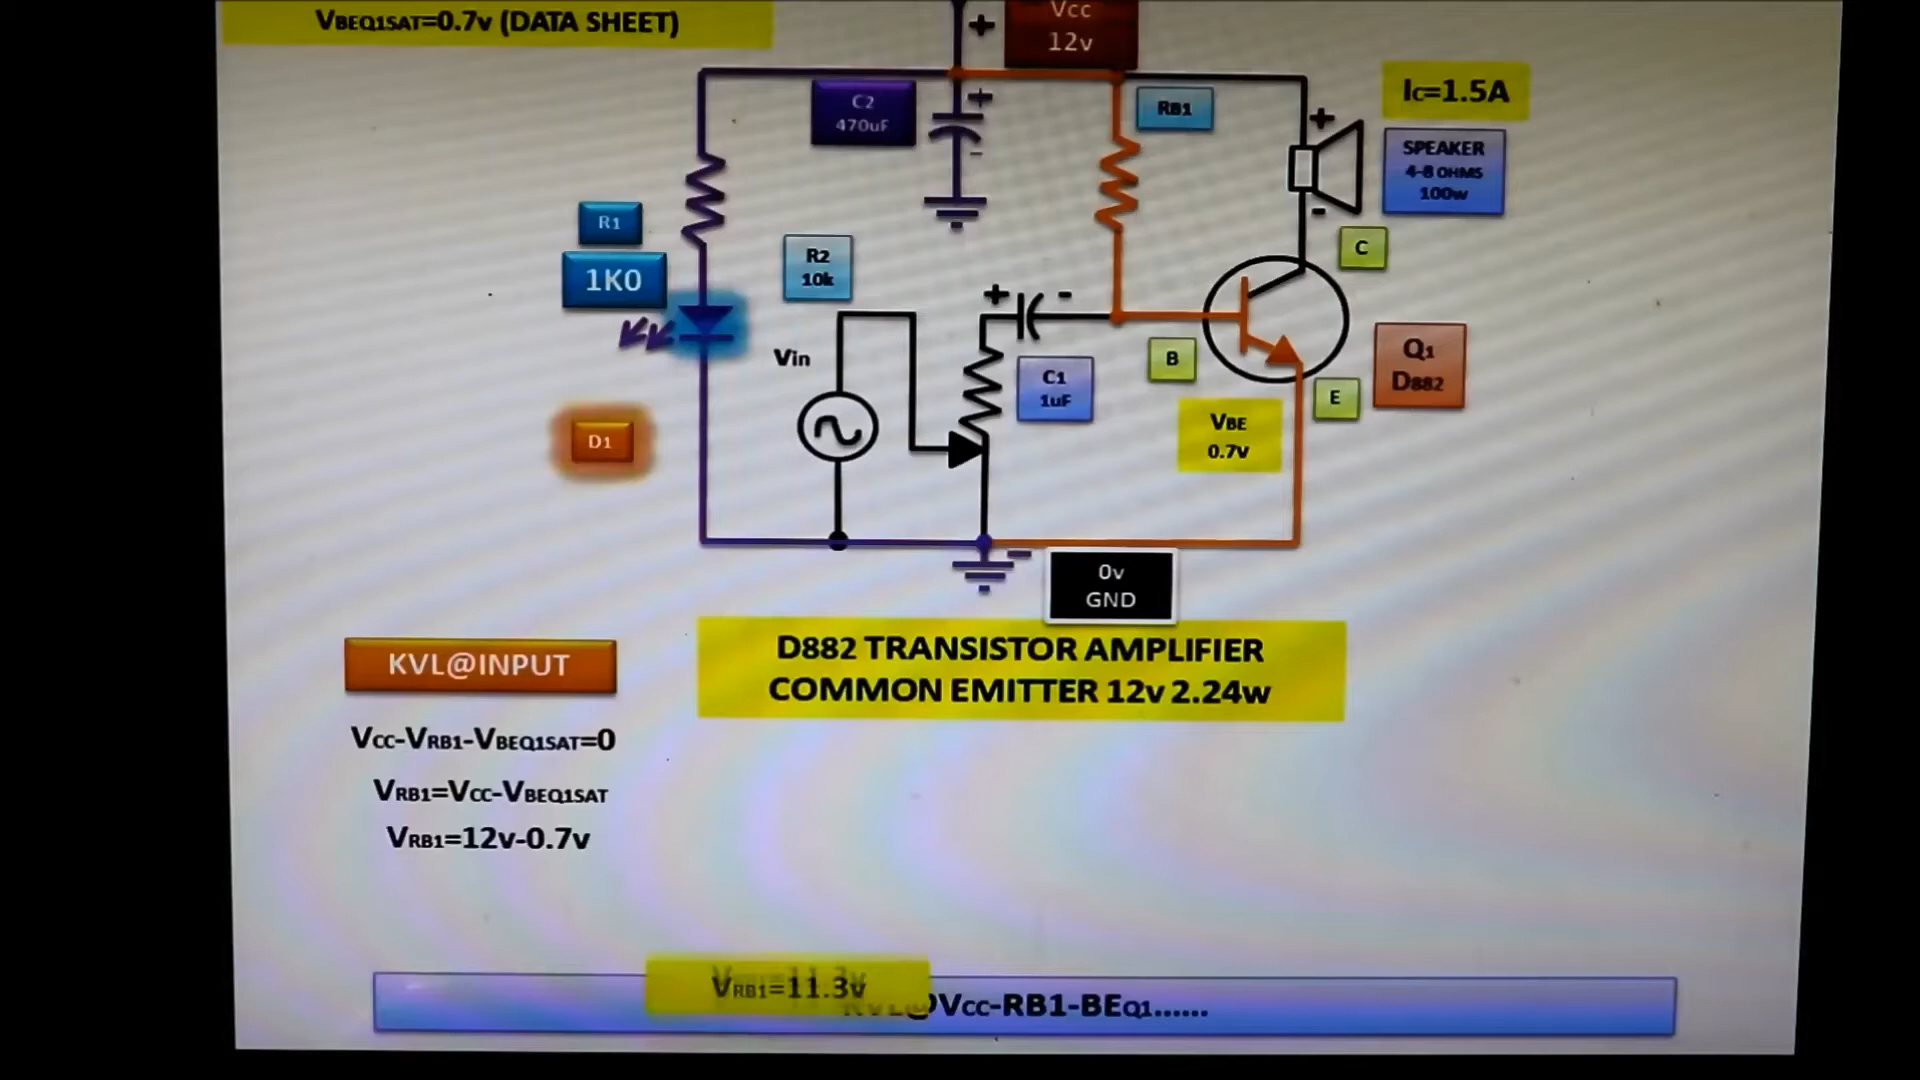 VBEQ1SAT=0.7v (DATA SHEET)
+
Vcc
12v
C2
470uF
+
-
RB1
+
-
IC=1.5A
SPEAKER
4-8 OHMS
100w
R1
1K0
R2
10k
C
+
-
Vin
C1
1uF
B
E
Q1
D882
VBE
0.7v
D1
-
0v
GND
D882 TRANSISTOR AMPLIFIER
COMMON EMITTER 12v 2.24w
KVL@INPUT
VCC-VRB1-VBEQ1SAT=0
VRB1=VCC-VBEQ1SAT
VRB1=12v-0.7v
VRB1=11.3v
VCC-RB1-BEQ1......